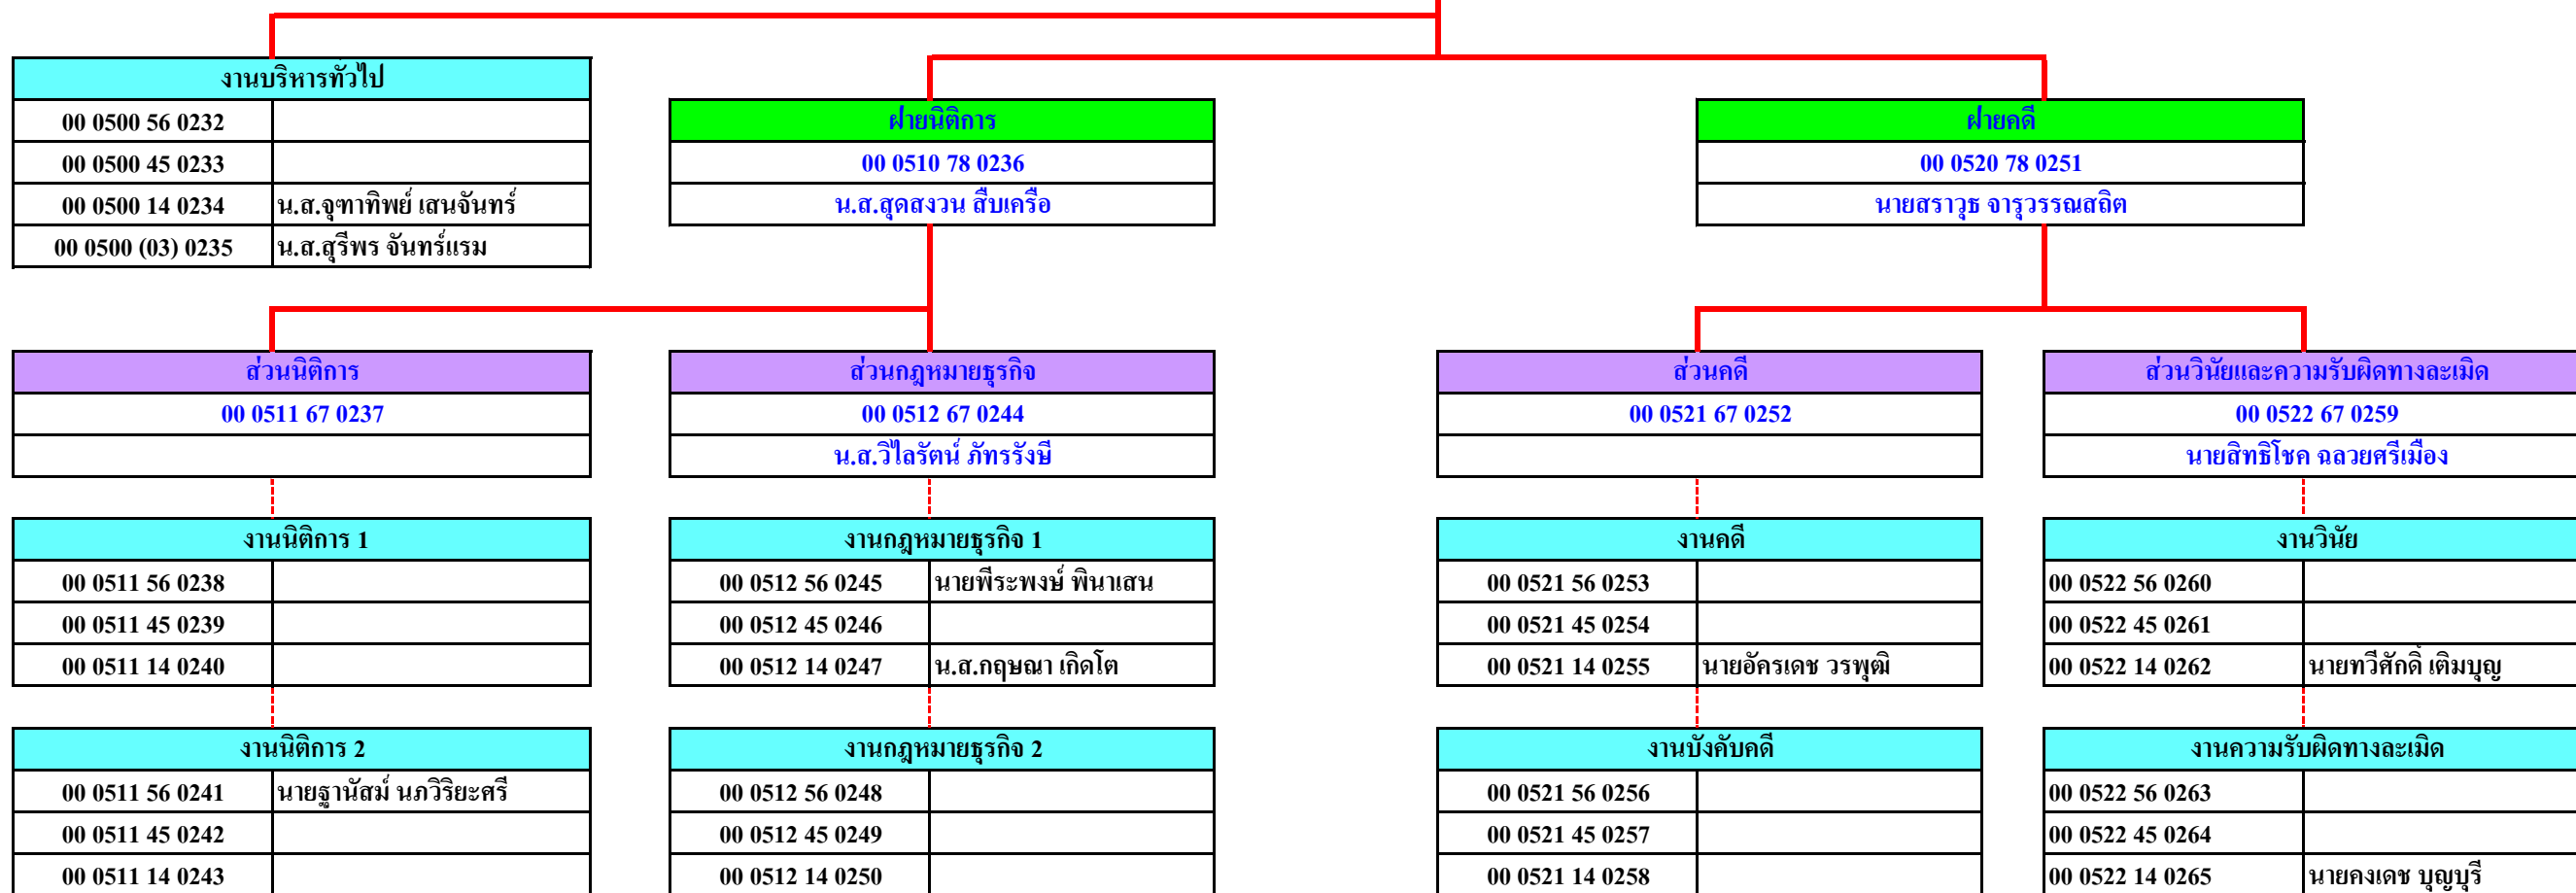 งานบริหารทั่วไป
00 0500 56 0232
00 0500 45 0233
00 0500 14 0234 น.ส.จุฑาทิพย์ เสนจันทร์
00 0500 (03) 0235 น.ส.สุรีพร จันทร์แรม
ฝ่ายนิติการ
00 0510 78 0236
น.ส.สุดสงวน สืบเครือ
ฝ่ายคดี
00 0520 78 0251
นายสราวุธ จารุวรรณสถิต
ส่วนนิติการ
00 0511 67 0237
ส่วนกฎหมายธุรกิจ
00 0512 67 0244
น.ส.วิไลรัตน์ ภัทรรังษี
ส่วนคดี
00 0521 67 0252
ส่วนวินัยและความรับผิดทางละเมิด
00 0522 67 0259
นายสิทธิโชค ฉลวยศรีเมือง
งานนิติการ 1
00 0511 56 0238
00 0511 45 0239
00 0511 14 0240
งานกฎหมายธุรกิจ 1
00 0512 56 0245 นายพีระพงษ์ พินาเสน
00 0512 45 0246
00 0512 14 0247 น.ส.กฤษณา เกิดโต
งานคดี
00 0521 56 0253
00 0521 45 0254
00 0521 14 0255 นายอัครเดช วรพุฒิ
งานวินัย
00 0522 56 0260
00 0522 45 0261
00 0522 14 0262 นายทวีศักดิ์ เติมบุญ
งานนิติการ 2
00 0511 56 0241 นายฐานัสม์ นภวิริยะศรี
00 0511 45 0242
00 0511 14 0243
งานกฎหมายธุรกิจ 2
00 0512 56 0248
00 0512 45 0249
00 0512 14 0250
งานบังคับคดี
00 0521 56 0256
00 0521 45 0257
00 0521 14 0258
งานความรับผิดทางละเมิด
00 0522 56 0263
00 0522 45 0264
00 0522 14 0265 นายคงเดช บุญบุรี